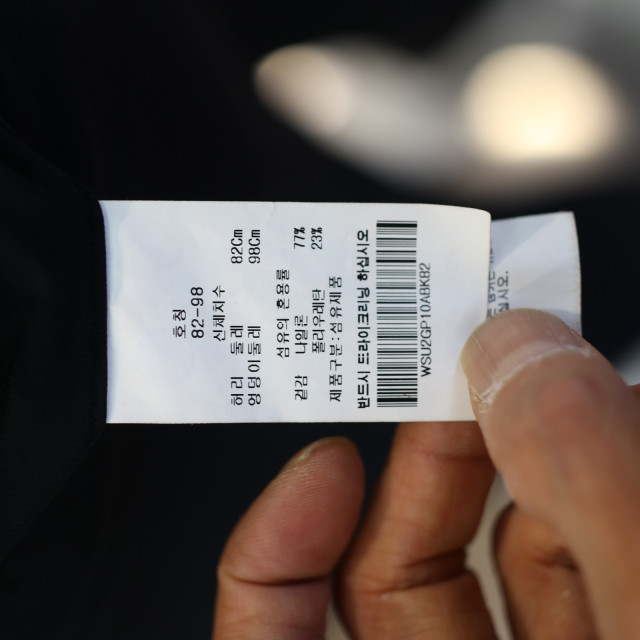 호칭
82-98
신체치수
허리 둘레 82Cm
엉덩이둘레 98Cm
섬유의 혼용률
겉감 나일론 77%
폴리우레탄 23%
제품구분:섬유제품
반드시 드라이크리닝 하십시오
WSU2GP10ABK82
십시오.